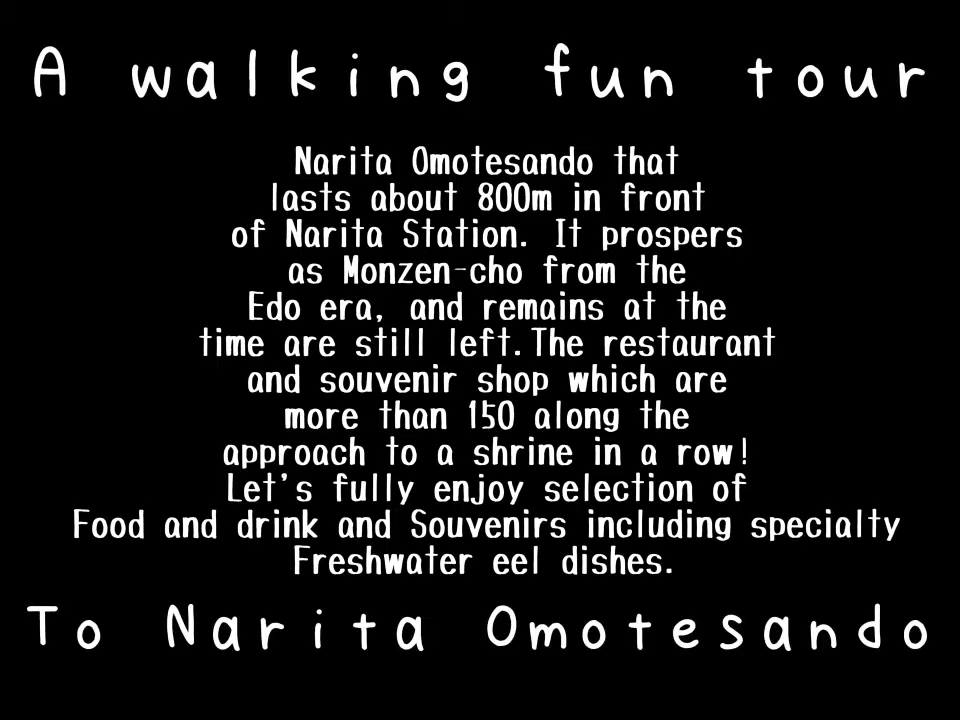 A walking fun tour
Narita Omotesando that
lasts about 800m in front
of Narita Station. It prospers
as Monzen-cho from the
Edo era, and remains at the
time are still left.The restaurant
and souvenir shop which are
more than 150 along the
approach to a shrine in a row!
Let's fully enjoy selection of
Food and drink and Souvenirs including specialty
Freshwater eel dishes.
To Narita Omotesando